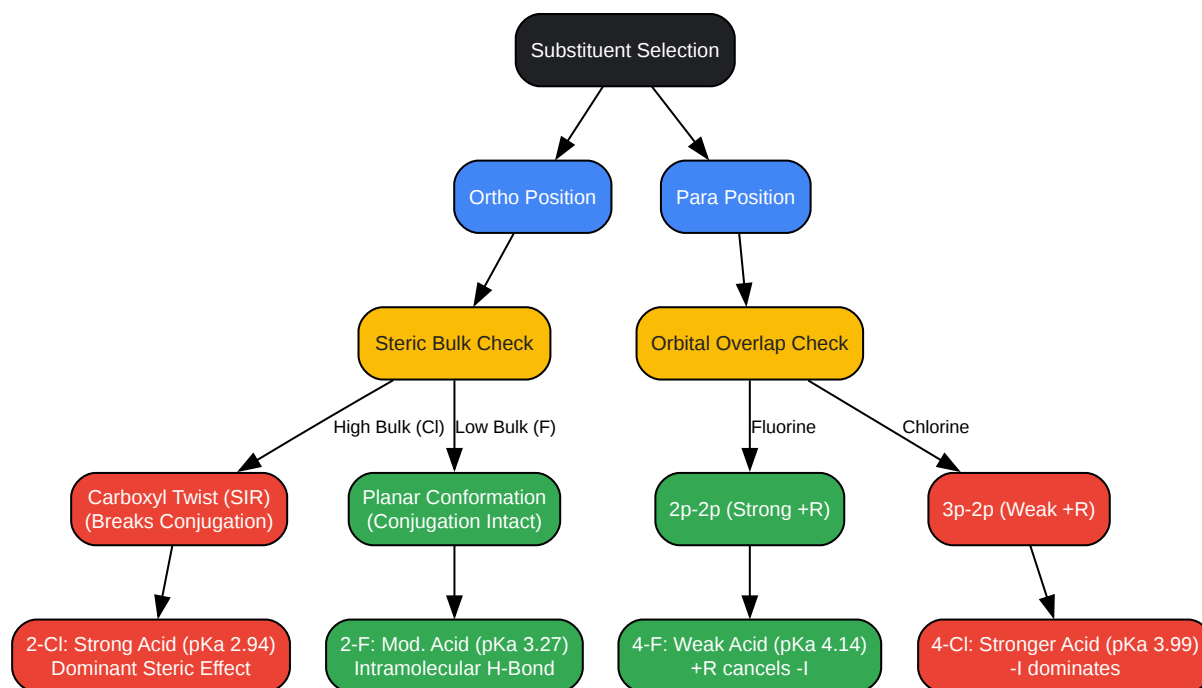 Substituent Selection
Ortho Position
Para Position
Steric Bulk Check
Orbital Overlap Check
High Bulk (Cl)
Low Bulk (F)
Fluorine
Chlorine
Carboxyl Twist (SIR)
(Breaks Conjugation)
Planar Conformation
(Conjugation Intact)
2p-2p (Strong +R)
3p-2p (Weak +R)
2-Cl: Strong Acid (pKa 2.94)
Dominant Steric Effect
2-F: Mod. Acid (pKa 3.27)
Intramolecular H-Bond
4-F: Weak Acid (pKa 4.14)
+R cancels -I
4-Cl: Stronger Acid (pKa 3.99)
-I dominates